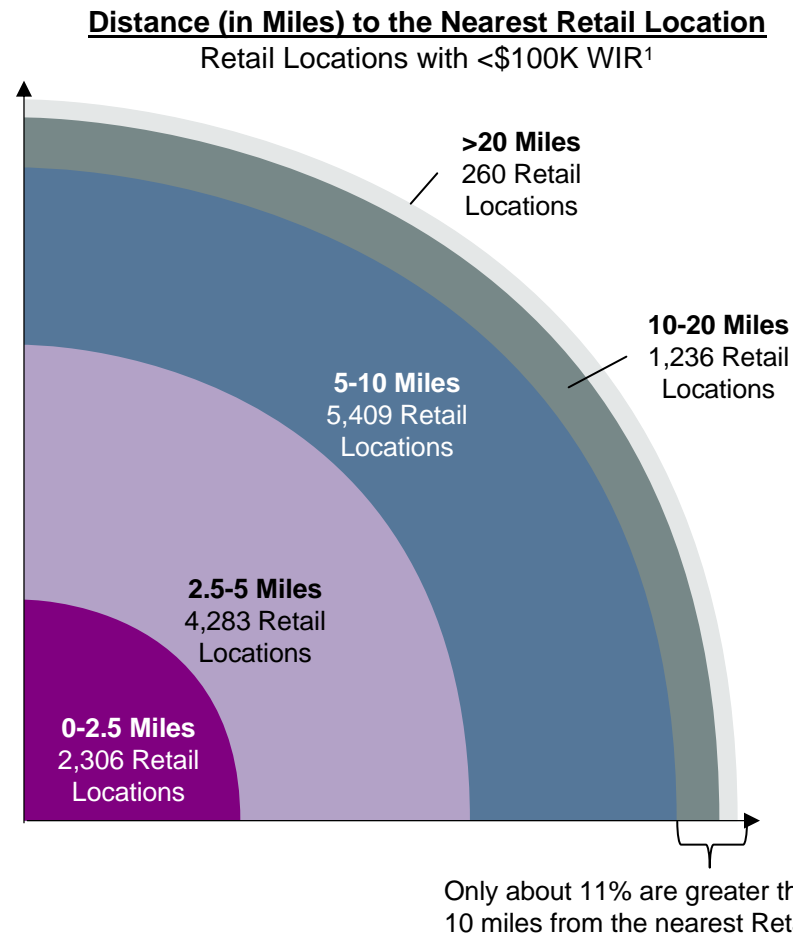 Distance (in Miles) to the Nearest Retail Location
Retail Locations with <$100K WIR¹
>20 Miles
260 Retail
Locations
10-20 Miles
1,236 Retail
Locations
5-10 Miles
5,409 Retail
Locations
2.5-5 Miles
4,283 Retail
Locations
0-2.5 Miles
2,306 Retail
Locations
Only about 11% are greater
10 miles from the nearest